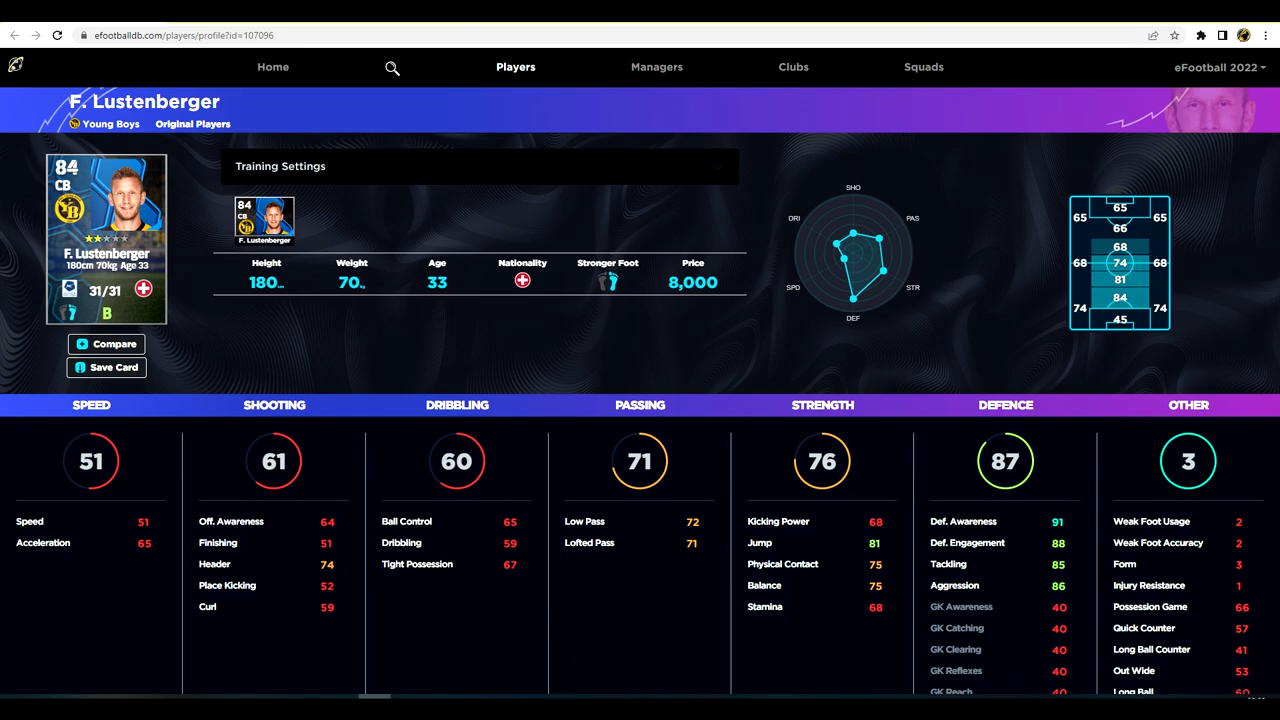 efootballdb.com/players/profile?id=107096
Home
Players
Managers
Clubs
Squads
eFootball 2022
F. Lustenberger
Young Boys Original Players
84
CB
YB
F. Lustenberger
180cm 70kg Age 33
31/31
B
Compare
Save Card
Training Settings
84
CB
YB
F. Lustenberger
Height Weight Age Nationality Stronger Foot Price
180 70 33 8,000
SHO
DRI PAS
SPD STR
DEF
65
65 65
66
68
68 74 68
81
84
74 74
45
SPEED SHOOTING DRIBBLING PASSING STRENGTH DEFENCE OTHER
51 61 60 71 76 87 3
Speed 51
Acceleration 65
Off. Awareness 64
Finishing 51
Header 74
Place Kicking 52
Curl 59
Ball Control 65
Dribbling 59
Tight Possession 67
Low Pass 72
Lofted Pass 71
Kicking Power 68
Jump 81
Physical Contact 75
Balance 75
Stamina 68
Def. Awareness 91
Def. Engagement 88
Tackling 85
Aggression 86
GK Awareness 40
GK Catching 40
GK Clearing 40
GK Reflexes 40
GK Reach 40
Weak Foot Usage 2
Weak Foot Accuracy 2
Form 3
Injury Resistance 1
Possession Game 66
Quick Counter 57
Long Ball Counter 41
Out Wide 53
Long Ball 60